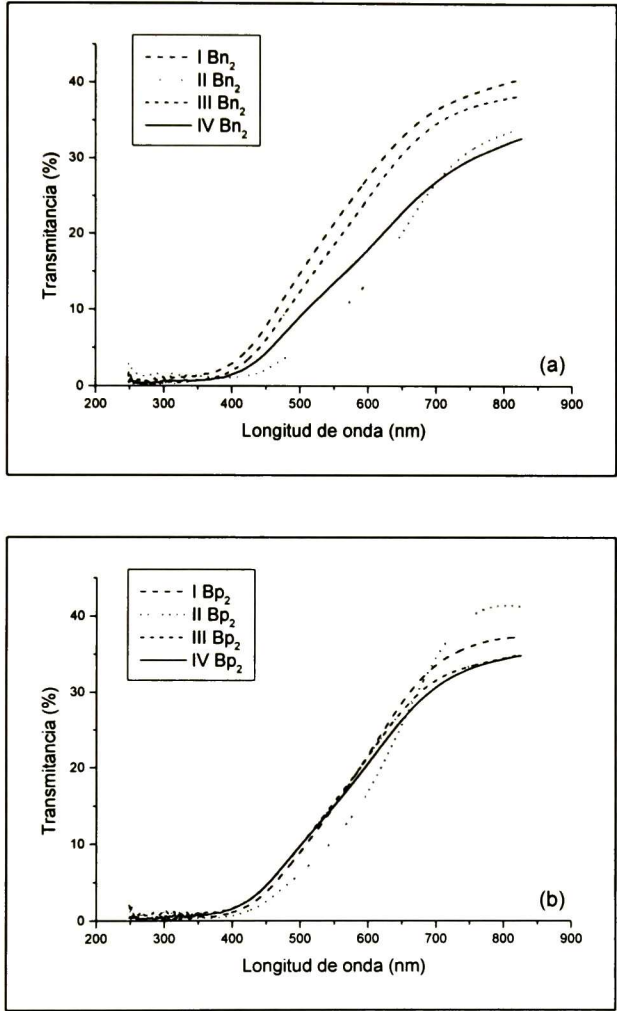 I Bn₂
II Bn₂
III Bn₂
IV Bn₂
Transmitancia (%)
40
30
20
10
0
200 300 400 500 600 700 800 900
Longitud de onda (nm)
(a)
I Bp₂
II Bp₂
III Bp₂
IV Bp₂
Transmitancia (%)
40
30
20
10
0
200 300 400 500 600 700 800 900
Longitud de onda (nm)
(b)